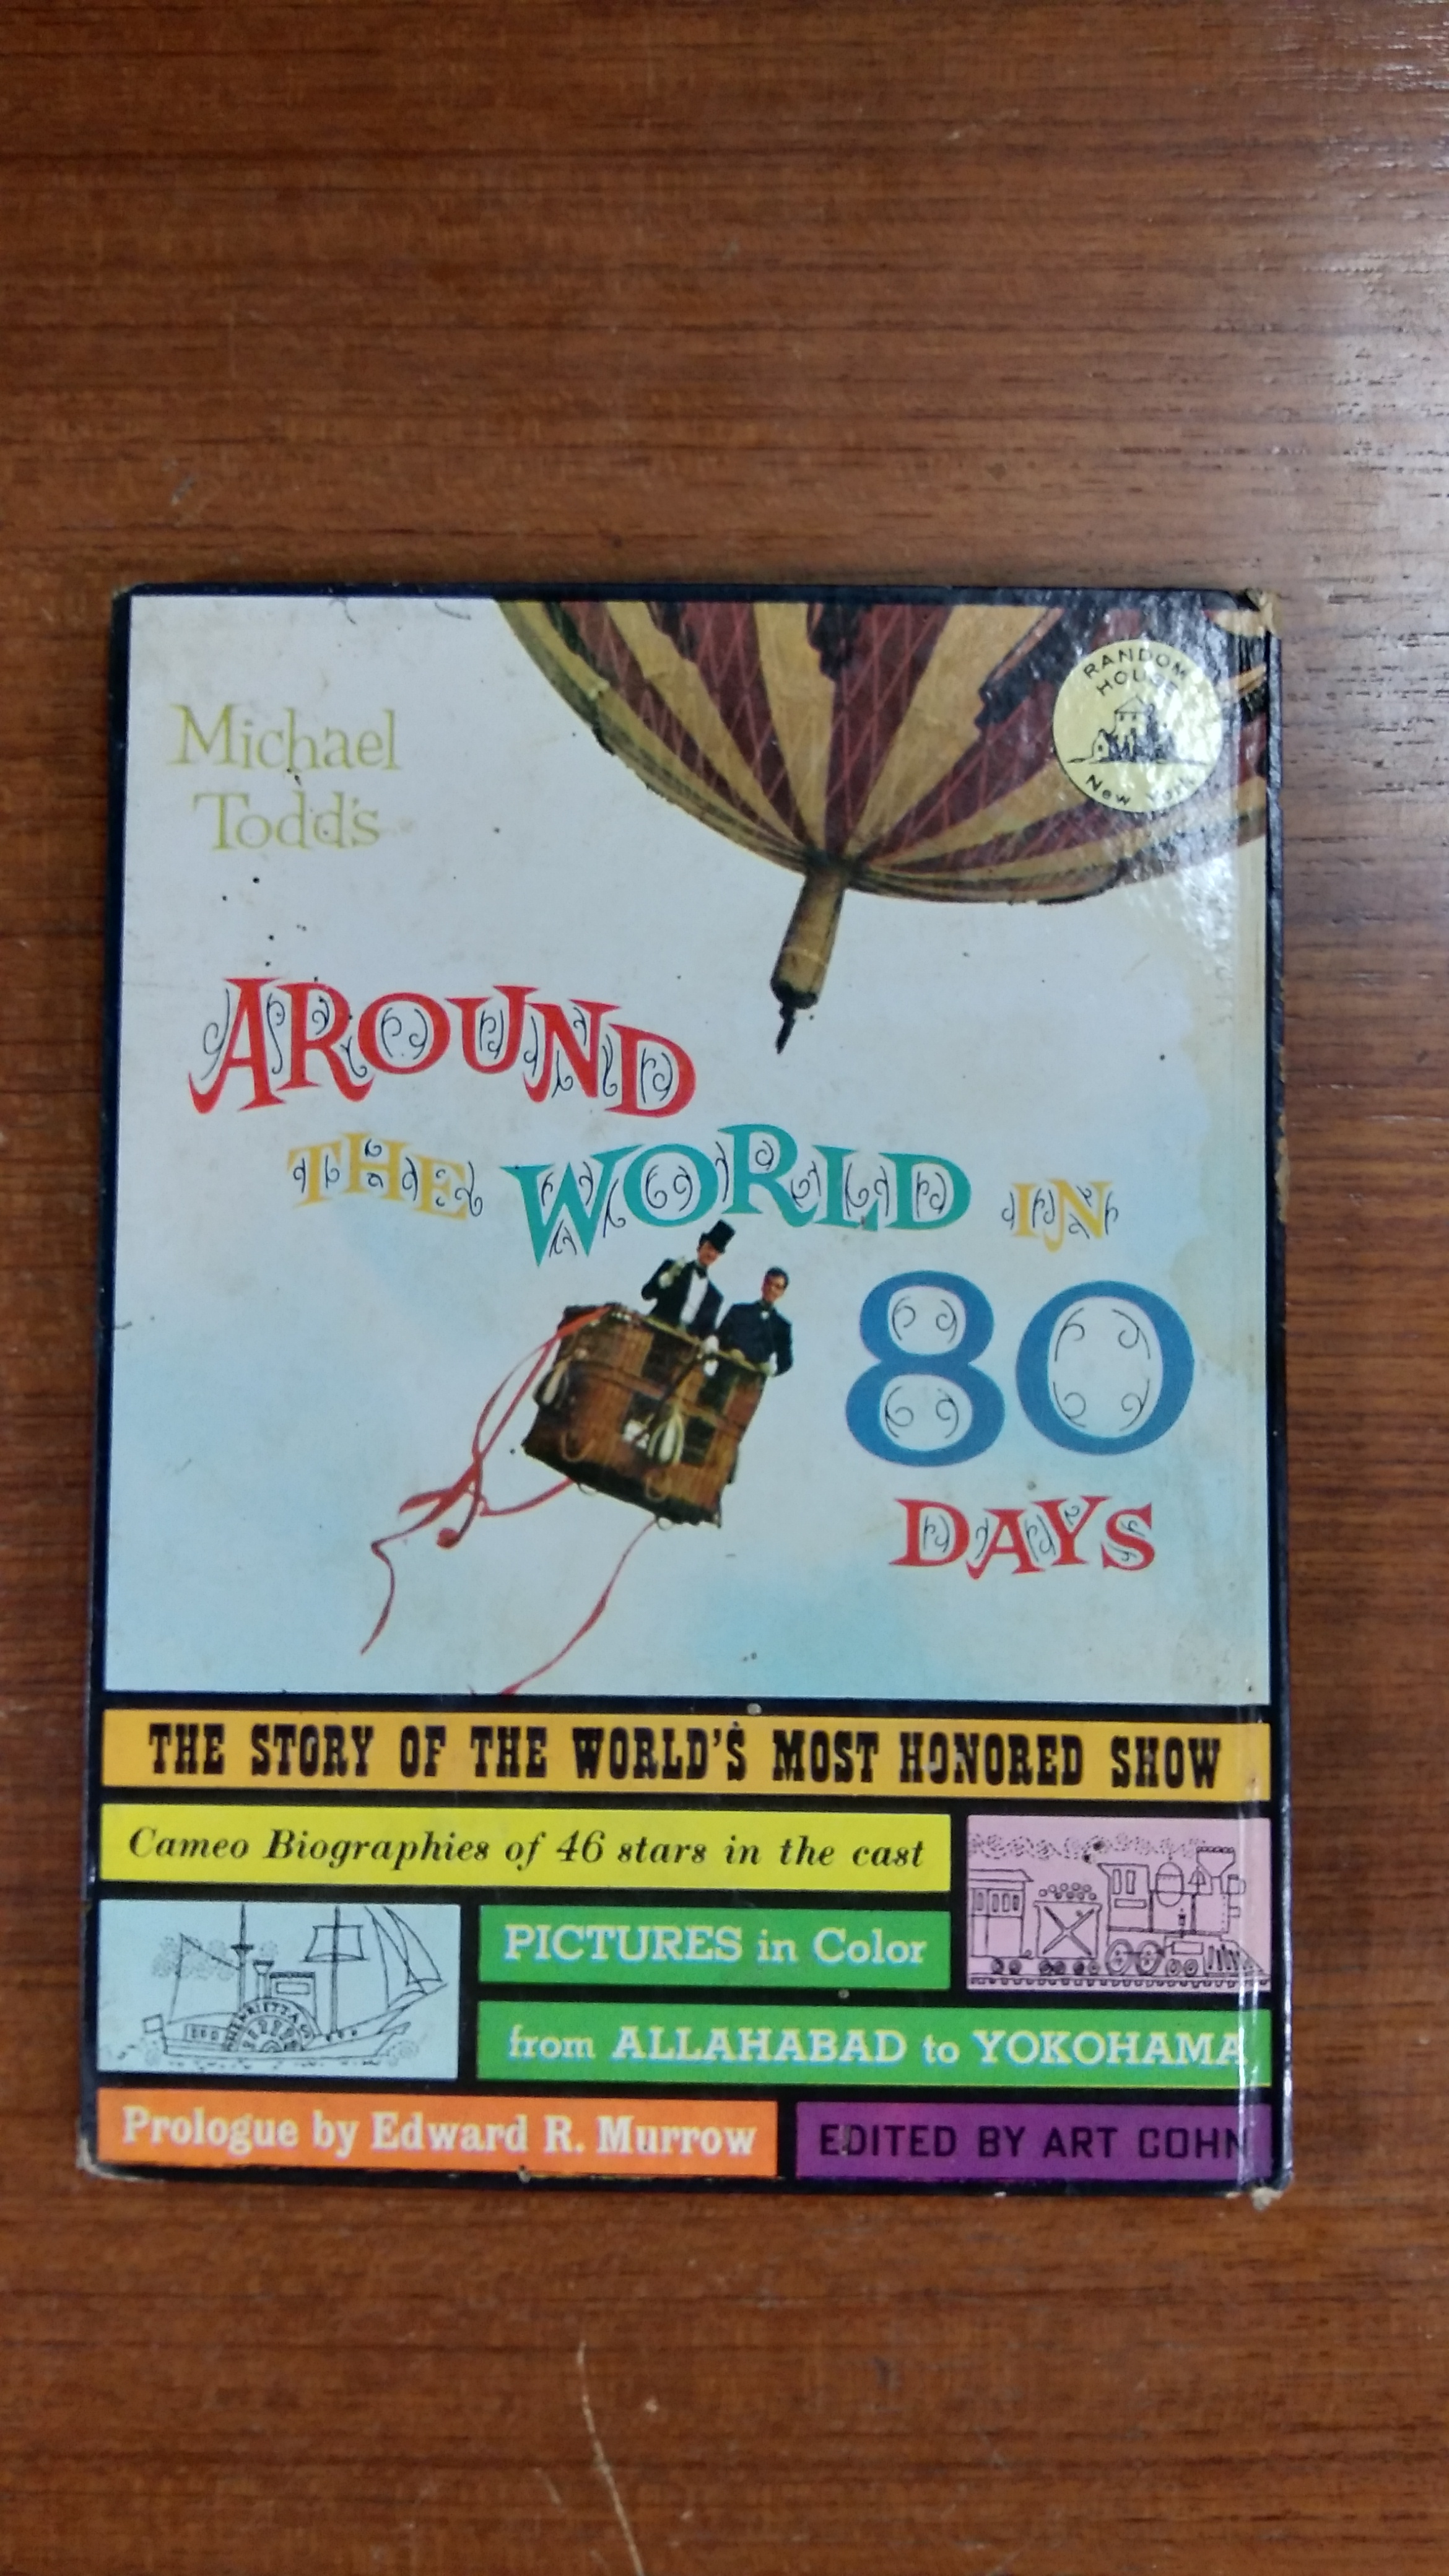 Michael
Todd's
RANDOM
HOUSE
New York
AROUND
THE WORLD IN
80
DAYS
THE STORY OF THE WORLD'S MOST HONORED SHOW
Cameo Biographies of 46 stars in the cast
PICTURES in Color
from ALLAHABAD to YOKOHAMA
HENRIETTA
Prologue by Edward R. Murrow
EDITED BY ART COHN